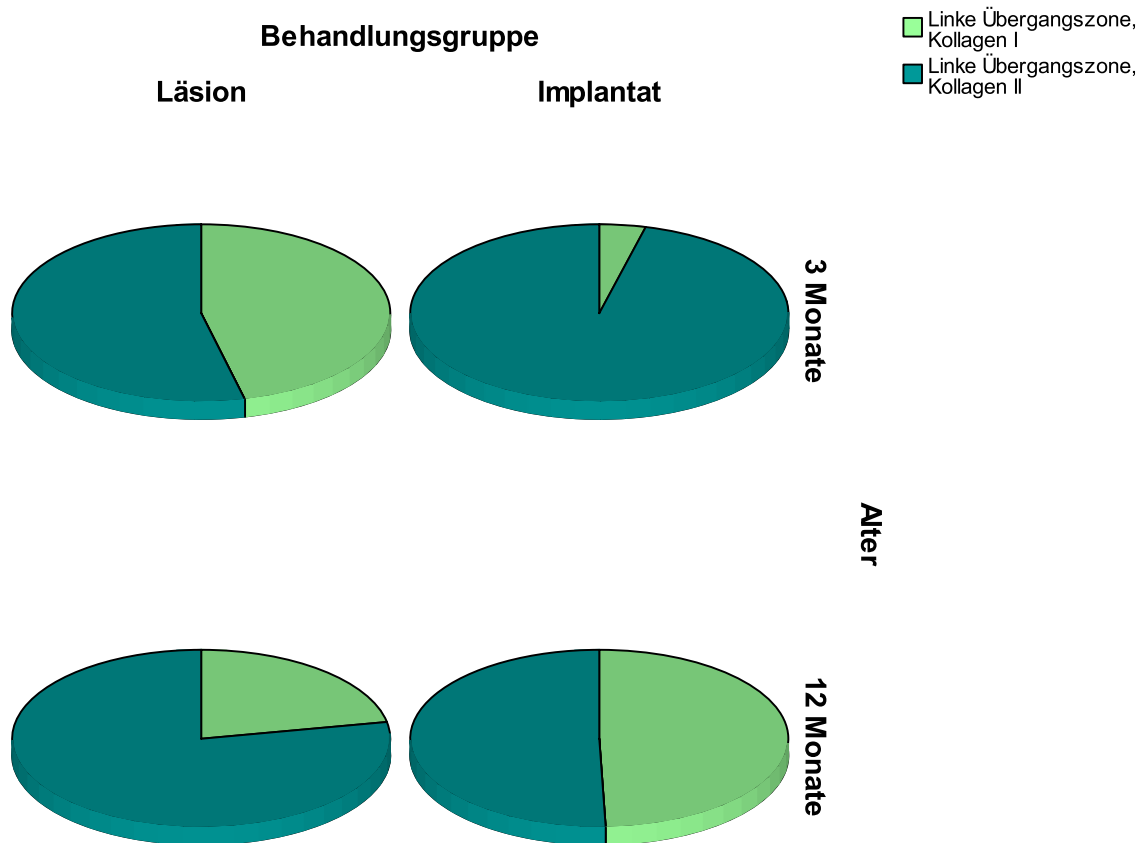 Behandlungsgruppe
Läsion
Implantat
Linke Übergangszone,
Kollagen I
Linke Übergangszone,
Kollagen II
3 Monate
Alter
12 Monate